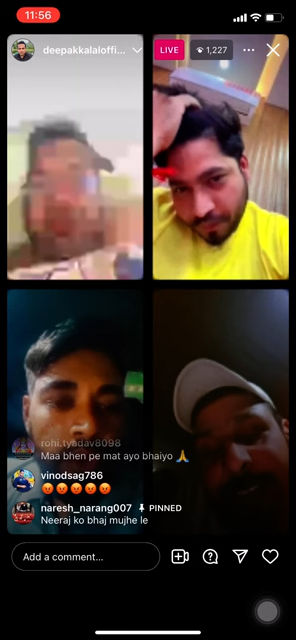 11:56
deepakkalaloffi...
LIVE
1,227
rohi.tyadav8098
Maa bhen pe mat ayo bhaiyo 🙏
vinodsag786
😡😡😡😡😡
naresh_narang007 PINNED
Neeraj ko bhaj mujhe le
Add a comment...